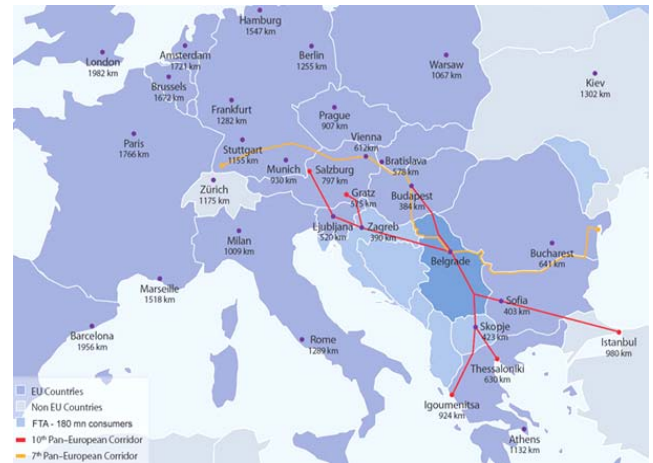 Hamburg
1547 km
London
1982 km
Amsterdam
1721 km
Berlin
1255 km
Warsaw
1067 km
Brussels
1672 km
Kiev
1302 km
Frankfurt
1282 km
Prague
907 km
Paris
1766 km
Stuttgart
1155 km
Vienna
612km
Bratislava
578 km
Munich
930 km
Salzburg
797 km
Zürich
1175 km
Gratz
575 km
Budapest
384 km
Ljubljana
520 km
Zagreb
390 km
Milan
1009 km
Belgrade
Bucharest
641 km
Marseille
1518 km
Sofia
403 km
Barcelona
1956 km
Rome
1289 km
Skopje
423 km
Istanbul
980 km
Thessaloniki
630 km
Igoumenitsa
924 km
Athens
1132 km
EU Countries
Non EU Countries
FTA - 180 mn consumers
10th Pan-European Corridor
7th Pan-European Corridor